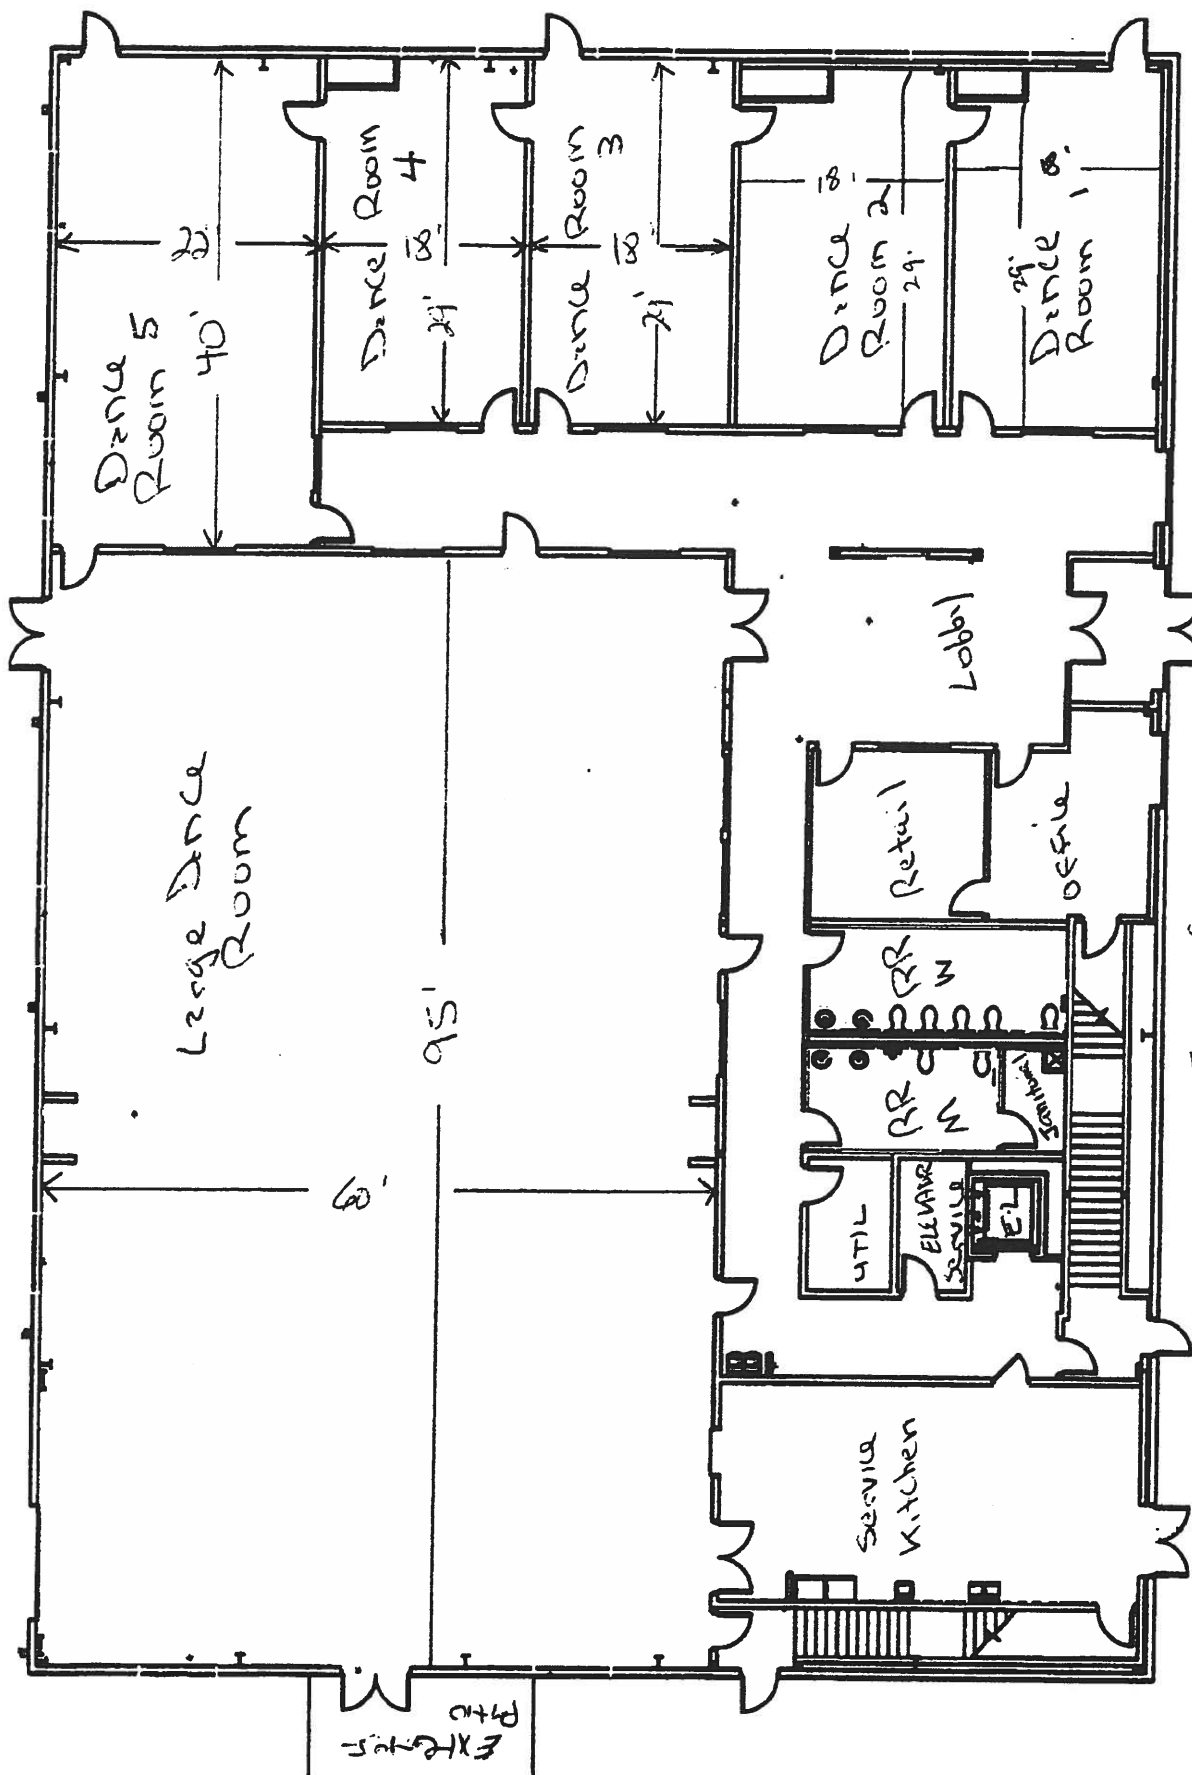 Dance
Room 5
22'
40'
Dance Room
4
18'
29'
Dance Room
3
18'
29'
Dance
Room 2
18'
29'
Dance
Room 1
18'
29'
Large Dance
Room
95'
60'
Lobby
Retail
Office
RR
W
RR
M
Janitorial
UTIL
Elevator
Service
EL
Service
Kitchen
Exterior
Patio